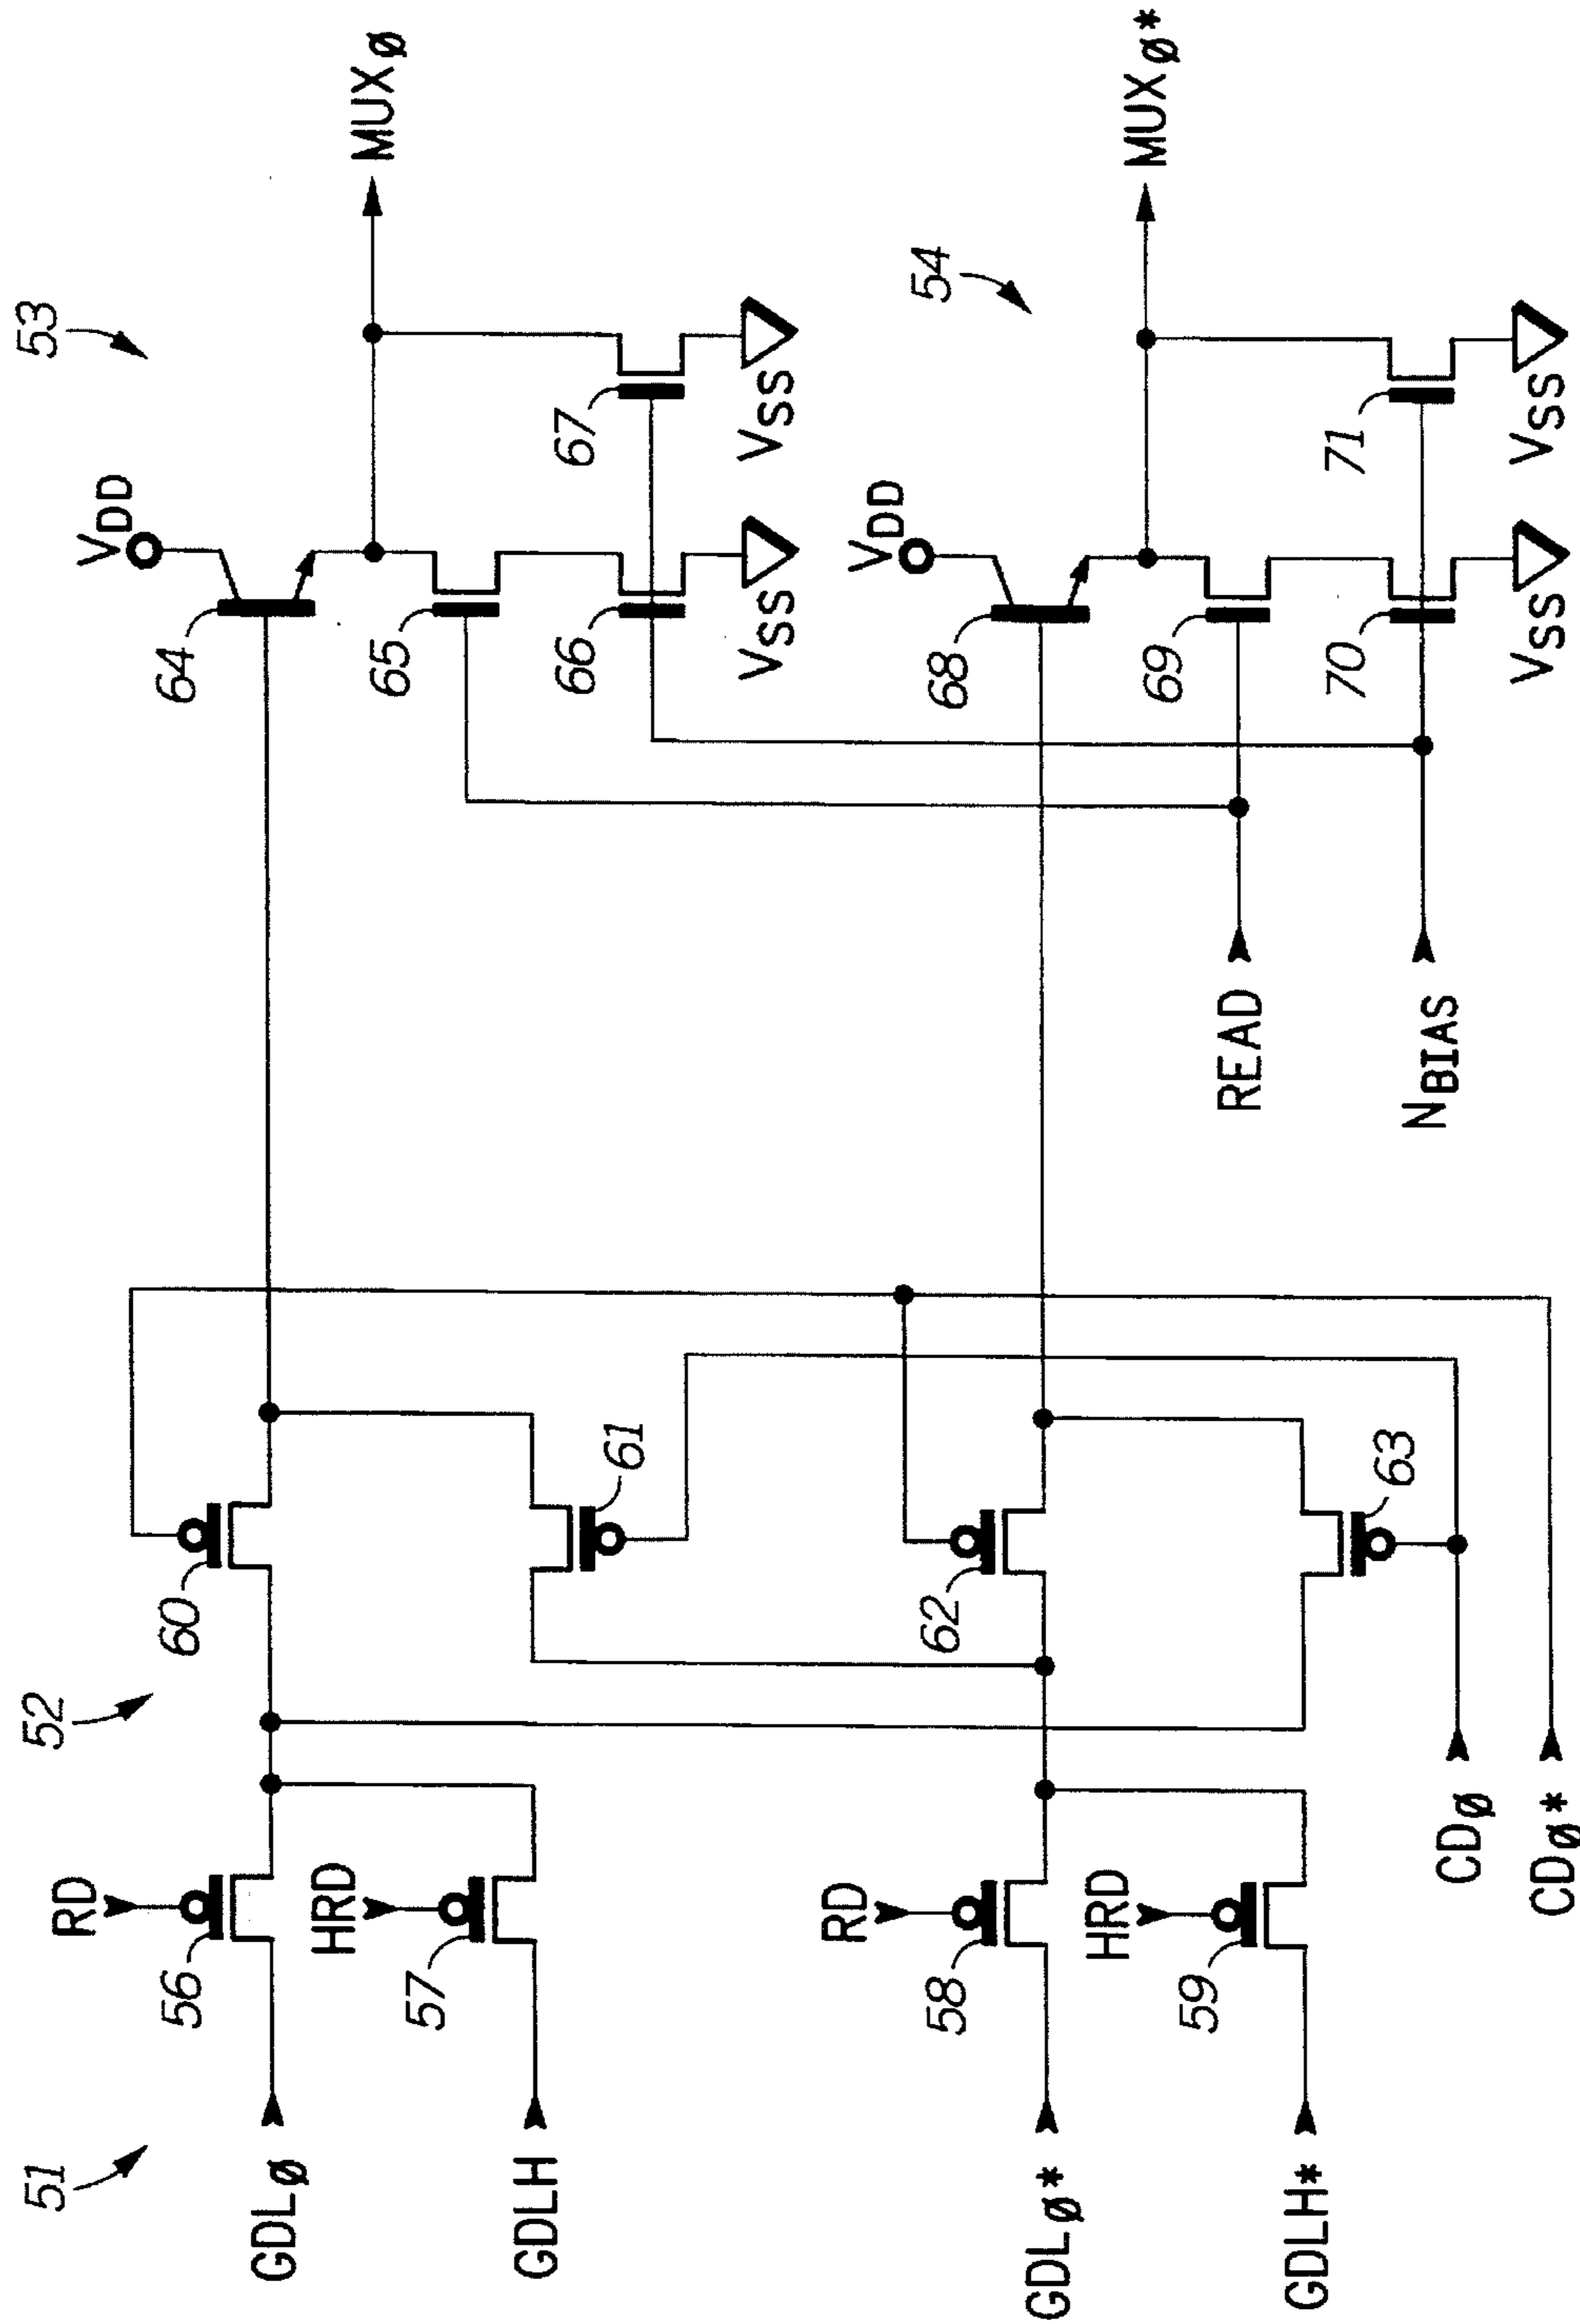 51
52
53
54
RD
56
GDLØ
HRD
57
GDLH
60
61
64
VDD
65
66
67
VSS
VSS
MUXØ
RD
58
GDLØ*
HRD
59
GDLH*
62
63
68
VDD
69
70
71
VSS
VSS
MUXØ*
READ
NBIAS
CDØ
CDØ*